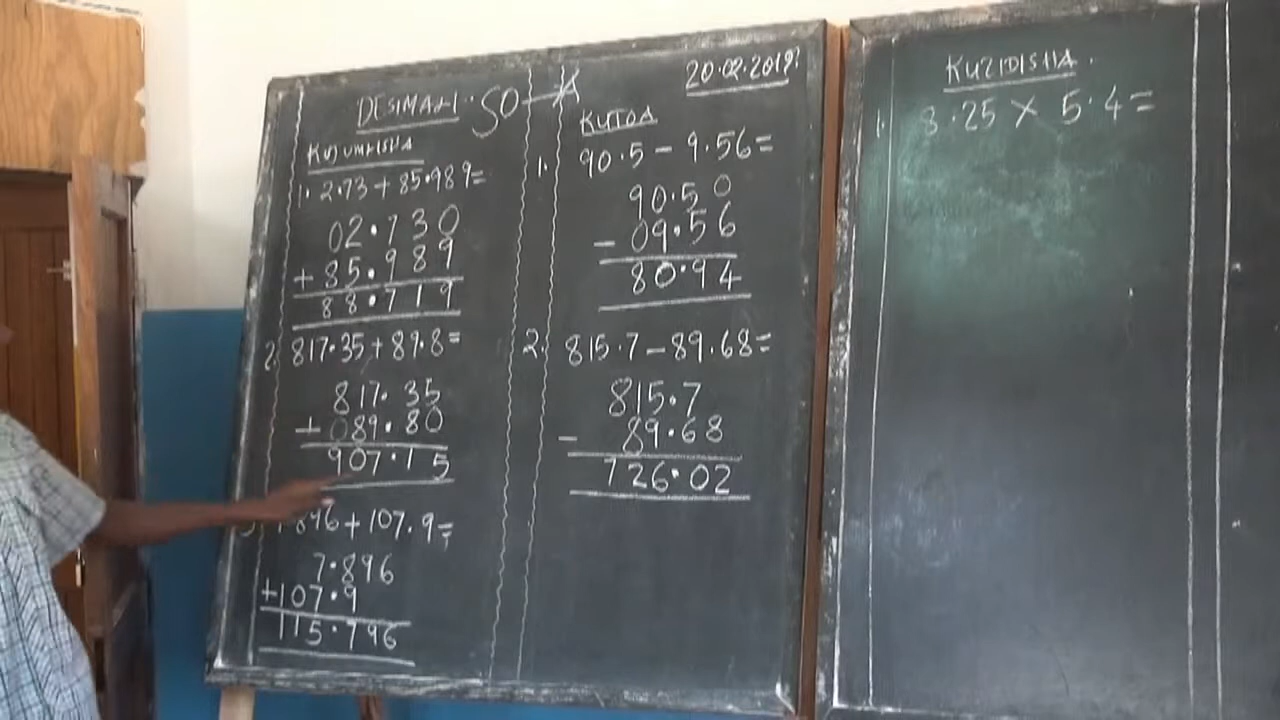 DESIMALI.
20.02.2019
KUJUMLISHA
1. 2.73 + 85.989=
02.730
+ 85.989
88.719
2. 817.35 + 89.8=
817.35
+ 089.80
907.15
896 + 107.9=
7.896
+ 107.9
115.796
KUTOA
1. 90.5 - 9.56=
90.50
- 09.56
80.94
2. 815.7 - 89.68=
815.7
- 89.68
726.02
KUZIDISHA.
1. 8.25 × 5.4=